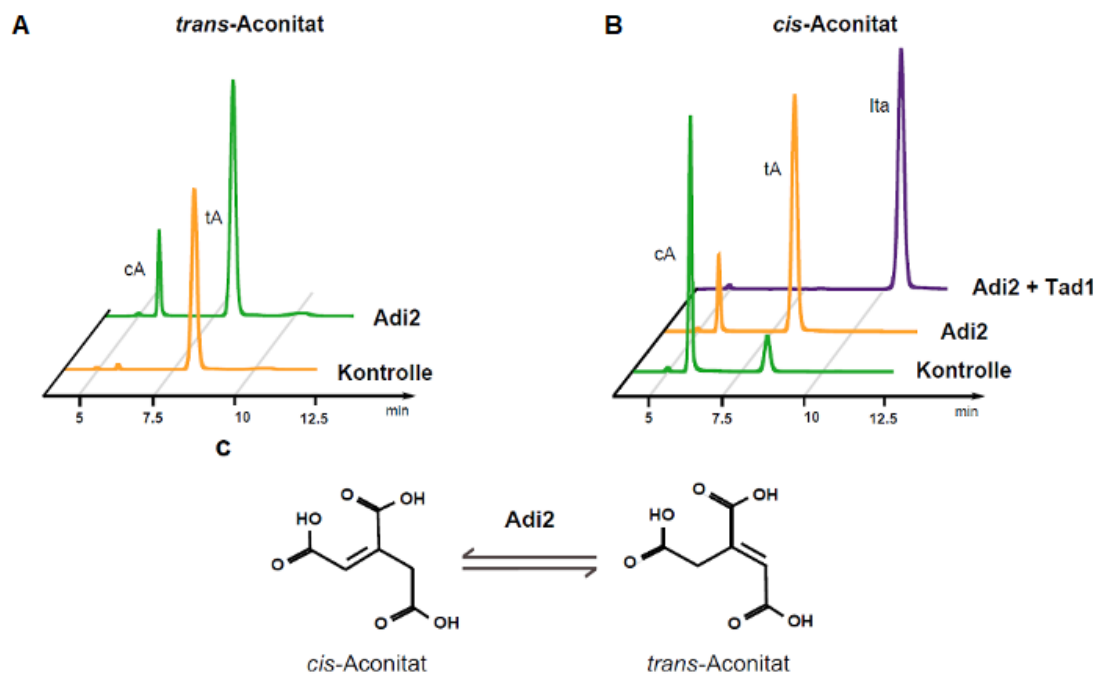 A
trans-Aconitat
cA
tA
Adi2
Kontrolle
5
7.5
10
12.5
min
B
cis-Aconitat
Ita
tA
cA
Adi2 + Tad1
Adi2
Kontrolle
5
7.5
10
12.5
min
C
O
OH
HO
O
O
OH
cis-Aconitat
Adi2
O
OH
HO
O
O
OH
trans-Aconitat